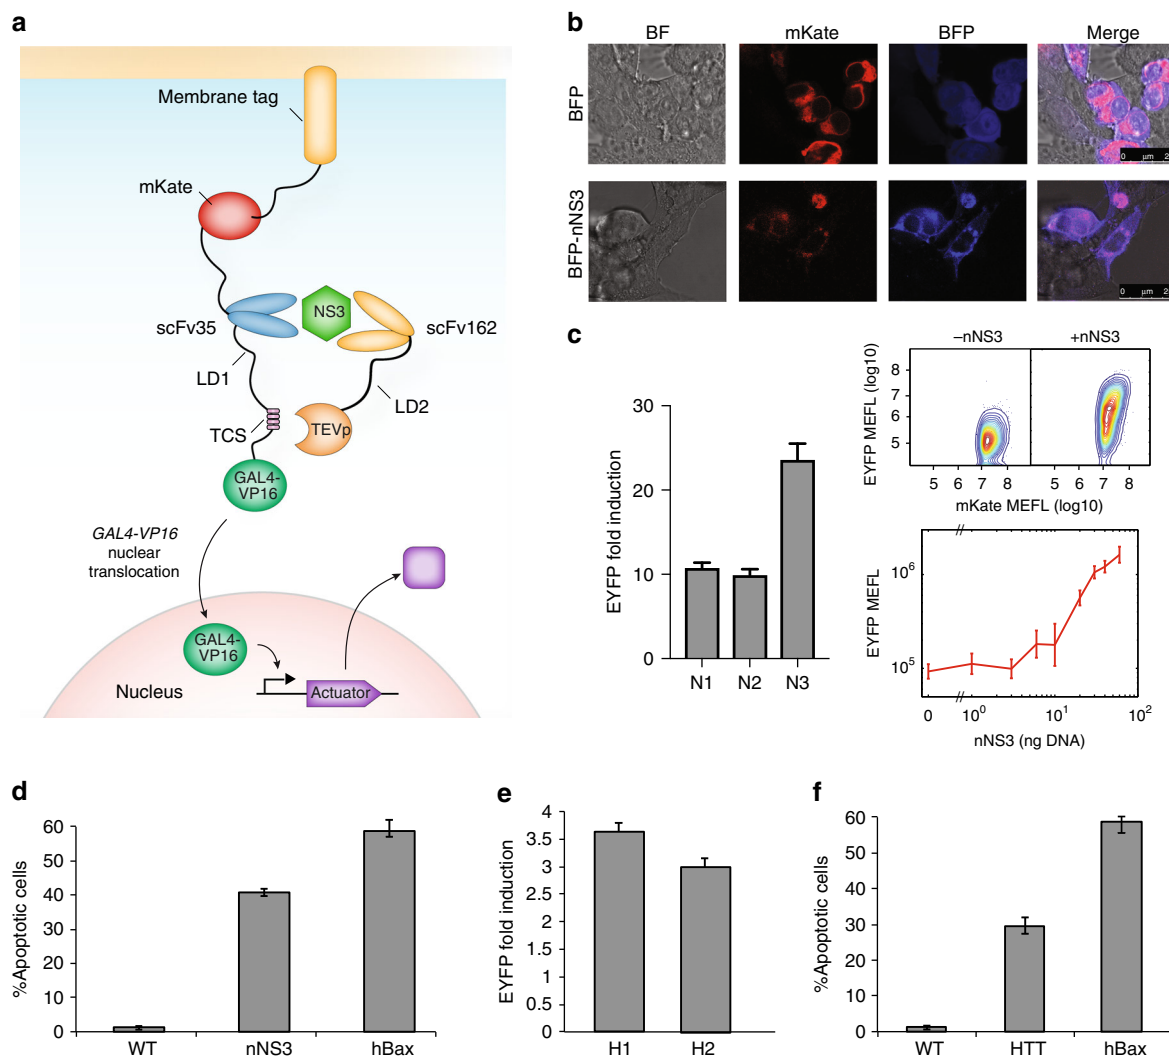 a
Membrane tag
mKate
NS3
scFv35
scFv162
LD1
LD2
TCS
TEVp
GAL4-
VP16
GAL4-VP16
nuclear
translocation
GAL4-
VP16
Nucleus
Actuator
b
BF
mKate
BFP
Merge
BFP
0 µm 2
BFP-nNS3
0 µm 2
c
EYFP fold induction
30
20
10
0
N1
N2
N3
–nNS3
+nNS3
EYFP MEFL (log10)
8
7
6
5
5 6 7 8
5 6 7 8
mKate MEFL (log10)
EYFP MEFL
10^6
10^5
0
10^0
10^1
10^2
nNS3 (ng DNA)
d
%Apoptotic cells
60
50
40
30
20
10
0
WT
nNS3
hBax
e
EYFP fold induction
4
3.5
3
2.5
2
1.5
1
0.5
0
H1
H2
f
%Apoptotic cells
60
50
40
30
20
10
0
WT
HTT
hBax